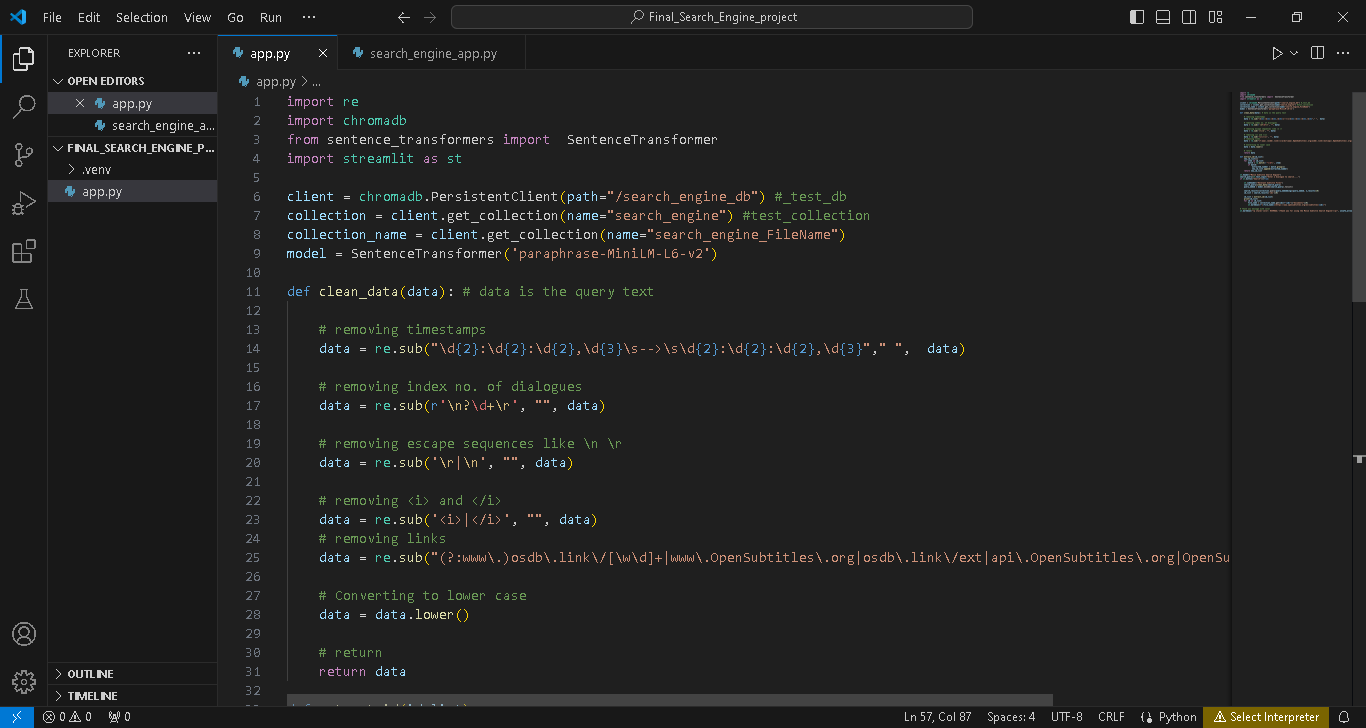 File Edit Selection View Go Run ··· Final_Search_Engine_project
EXPLORER ···
OPEN EDITORS
app.py
search_engine_a...
FINAL_SEARCH_ENGINE_P...
.venv
app.py
OUTLINE
TIMELINE
app.py search_engine_app.py
app.py > ...
1 import re
2 import chromadb
3 from sentence_transformers import  SentenceTransformer
4 import streamlit as st
5
6 client = chromadb.PersistentClient(path="/search_engine_db") #_test_db
7 collection = client.get_collection(name="search_engine") #test_collection
8 collection_name = client.get_collection(name="search_engine_FileName")
9 model = SentenceTransformer('paraphrase-MiniLM-L6-v2')
10
11 def clean_data(data): # data is the query text
12
13 # removing timestamps
14 data = re.sub("\d{2}:\d{2}:\d{2},\d{3}\s-->\s\d{2}:\d{2}:\d{2},\d{3}"," ",  data)
15
16 # removing index no. of dialogues
17 data = re.sub(r'\n?\d+\r', "", data)
18
19 # removing escape sequences like \n \r
20 data = re.sub('\r|\n', "", data)
21
22 # removing <i> and </i>
23 data = re.sub('<i>|</i>', "", data)
24 # removing links
25 data = re.sub("(?:www\.)osdb\.link\/[\w\d]+|www\.OpenSubtitles\.org|osdb\.link\/ext|api\.OpenSubtitles\.org|OpenSu
26
27 # Converting to lower case
28 data = data.lower()
29
30 # return
31 return data
32
0 0 0 Ln 57, Col 87 Spaces: 4 UTF-8 CRLF Python Select Interpreter